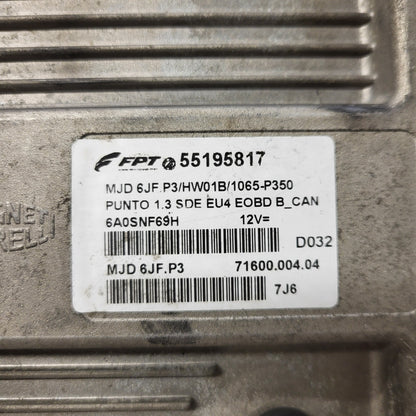 FPT 55195817
MJD 6JF.P3/HW01B/1065-P350
PUNTO 1.3 SDE EU4 EOBD B_CAN
6A0SNF69H 12V=
D032
MJD 6JF.P3 71600.004.04
7J6